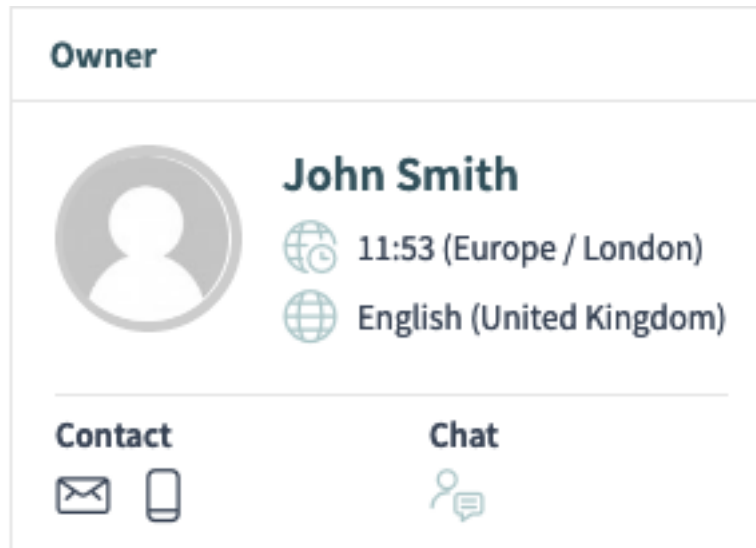 Owner
John Smith
11:53 (Europe / London)
English (United Kingdom)
Contact Chat